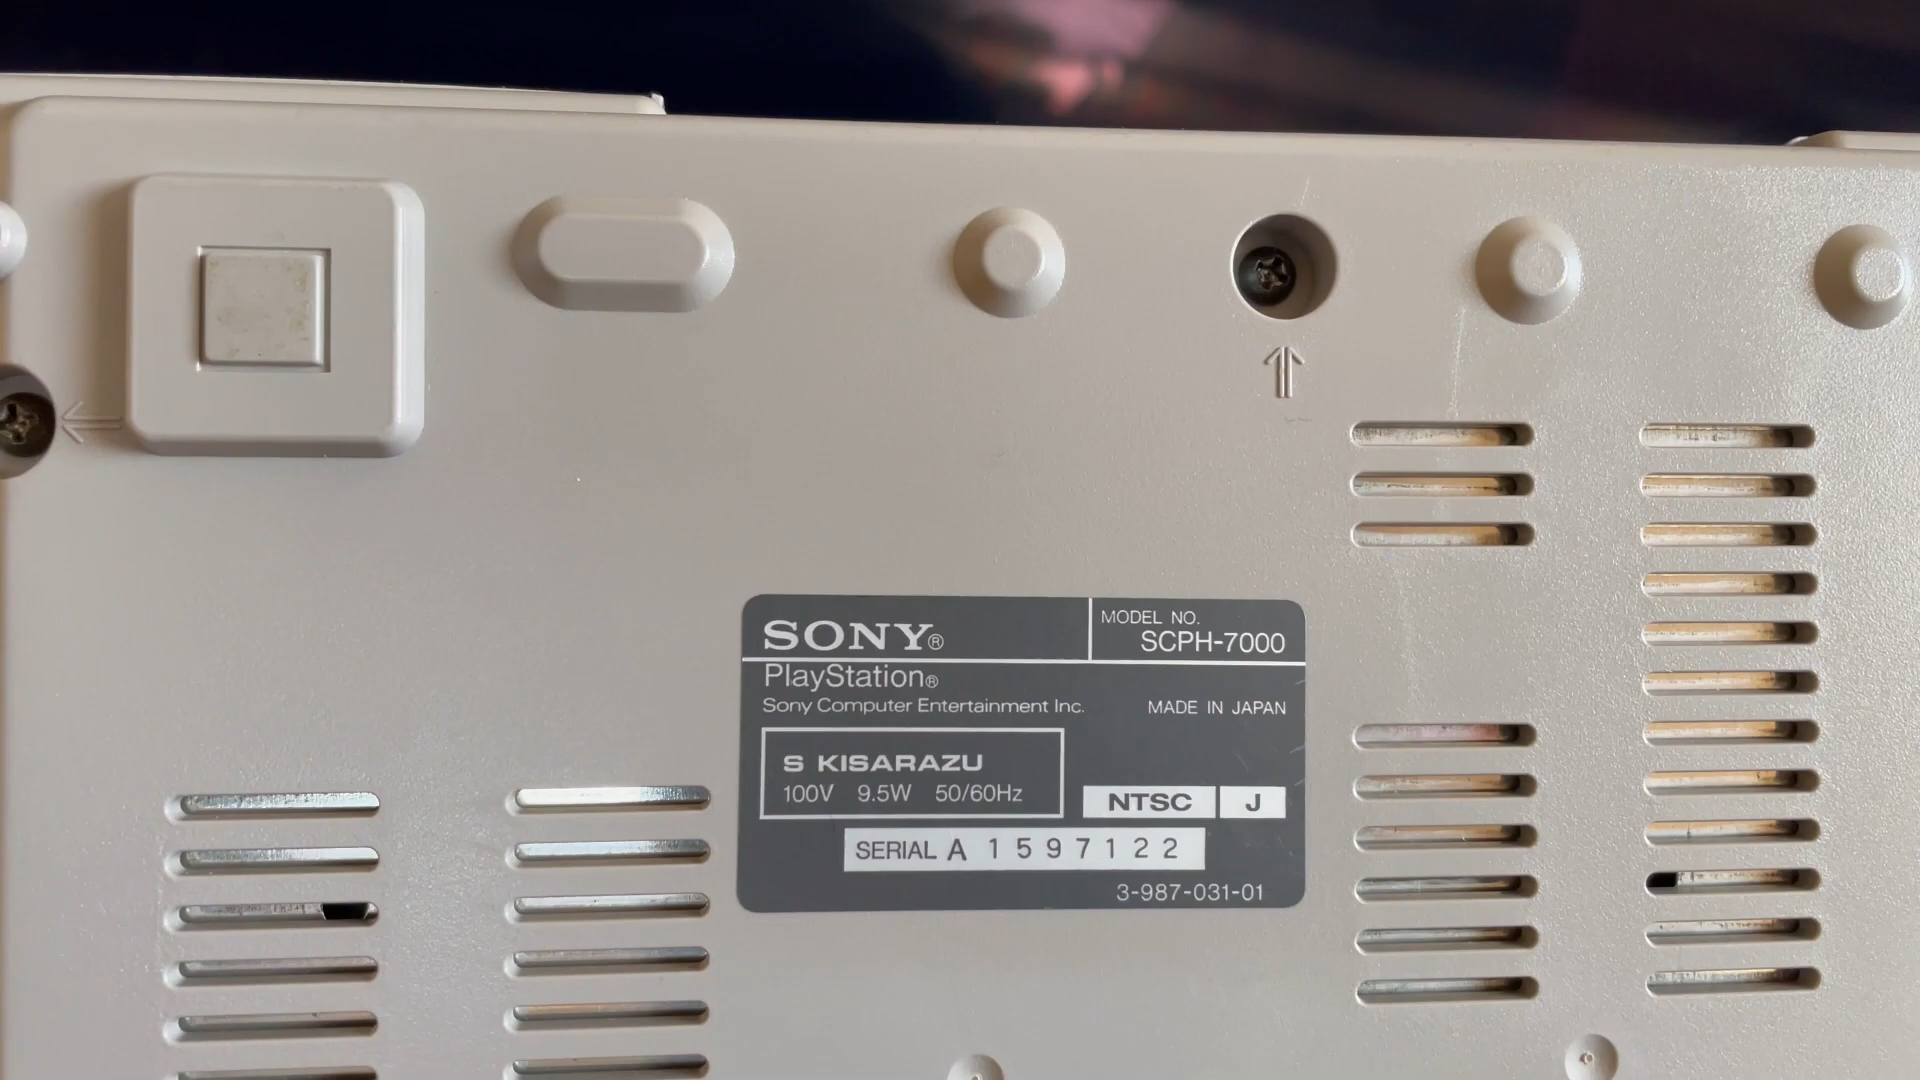 SONY®
MODEL NO.
SCPH-7000
PlayStation®
Sony Computer Entertainment Inc.
MADE IN JAPAN
S KISARAZU
100V 9.5W 50/60Hz
NTSC J
SERIAL A 1597122
3-987-031-01